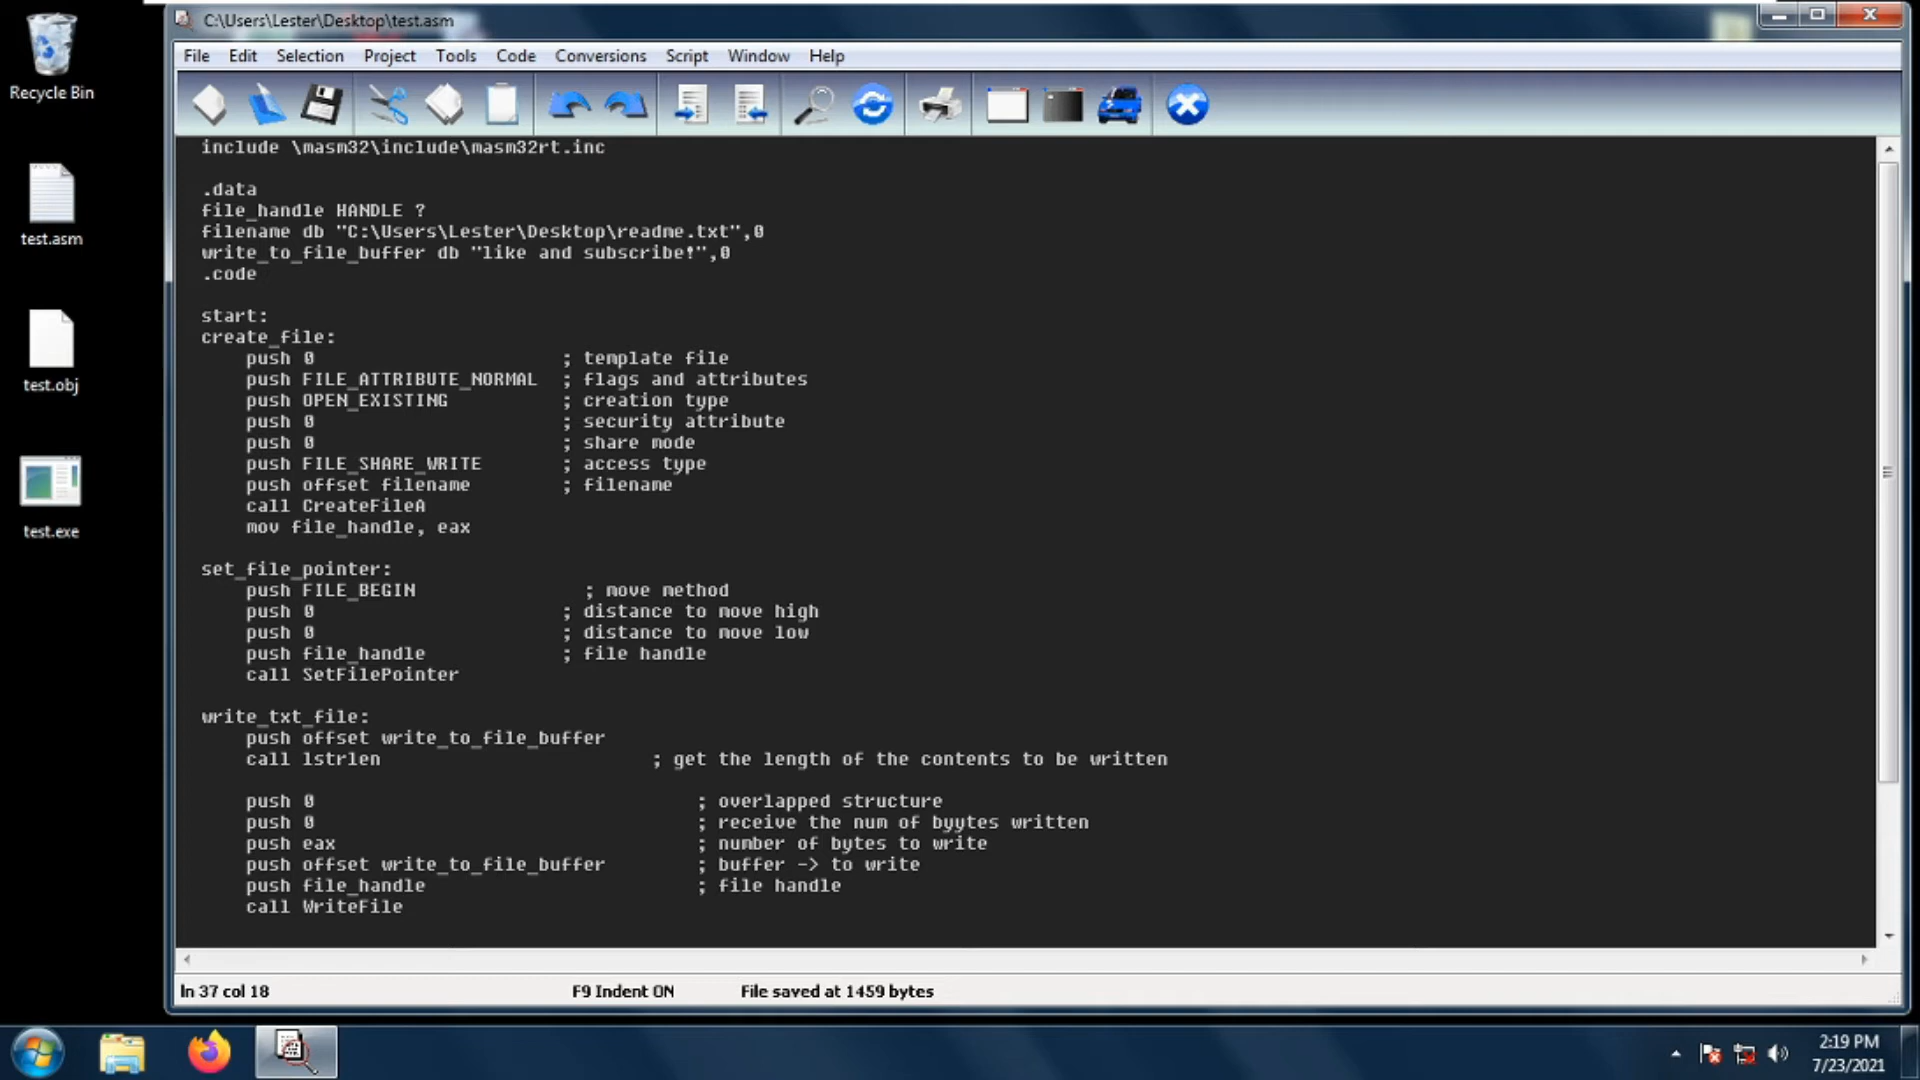 C:\Users\Lester\Desktop\test.asm
File Edit Selection Project Tools Code Conversions Script Window Help
Recycle Bin
test.asm
test.obj
test.exe
include \masm32\include\masm32rt.inc
.data
file_handle HANDLE ?
filename db "C:\Users\Lester\Desktop\readme.txt",0
write_to_file_buffer db "like and subscribe!",0
.code
start:
create_file:
push 0 ; template file
push FILE_ATTRIBUTE_NORMAL ; flags and attributes
push OPEN_EXISTING ; creation type
push 0 ; security attribute
push 0 ; share mode
push FILE_SHARE_WRITE ; access type
push offset filename ; filename
call CreateFileA
mov file_handle, eax
set_file_pointer:
push FILE_BEGIN ; move method
push 0 ; distance to move high
push 0 ; distance to move low
push file_handle ; file handle
call SetFilePointer
write_txt_file:
push offset write_to_file_buffer
call lstrlen ; get the length of the contents to be written
push 0 ; overlapped structure
push 0 ; receive the num of byytes written
push eax ; number of bytes to write
push offset write_to_file_buffer ; buffer -> to write
push file_handle ; file handle
call WriteFile
ln 37 col 18 F9 Indent ON File saved at 1459 bytes
2:19 PM
7/23/2021